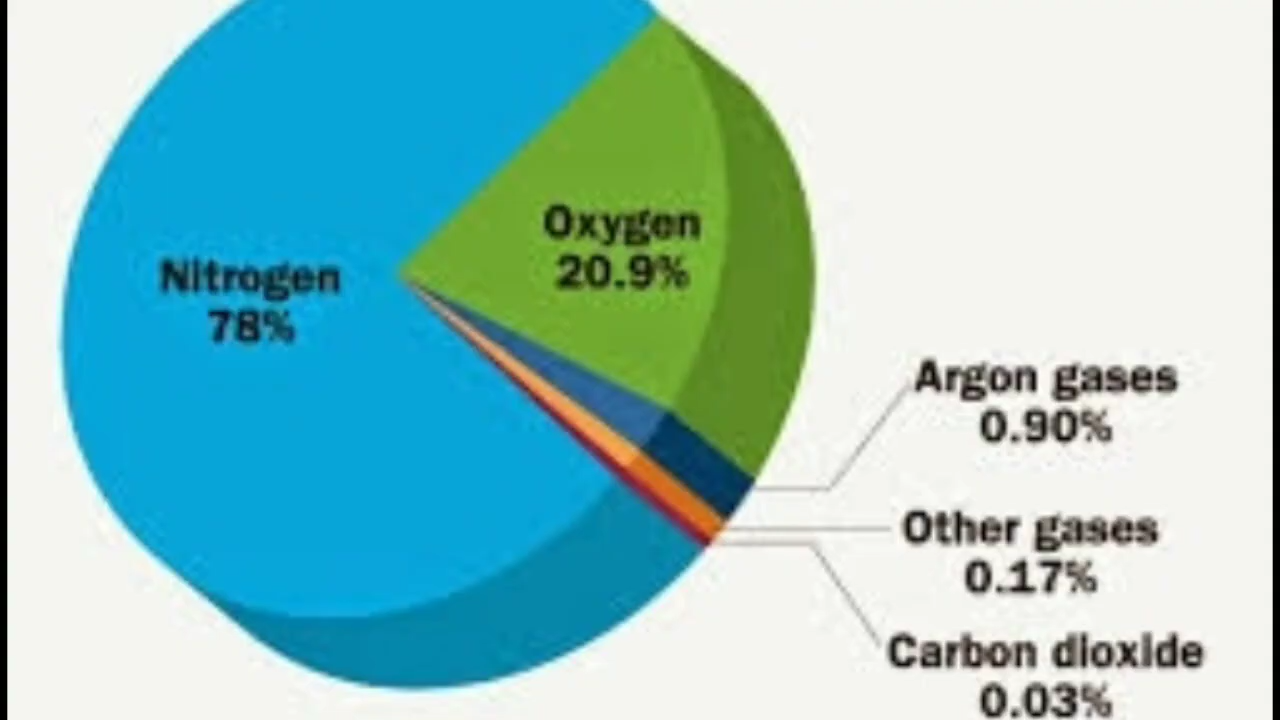 Oxygen
20.9%
Nitrogen
78%
Argon gases
0.90%
Other gases
0.17%
Carbon dioxide
0.03%